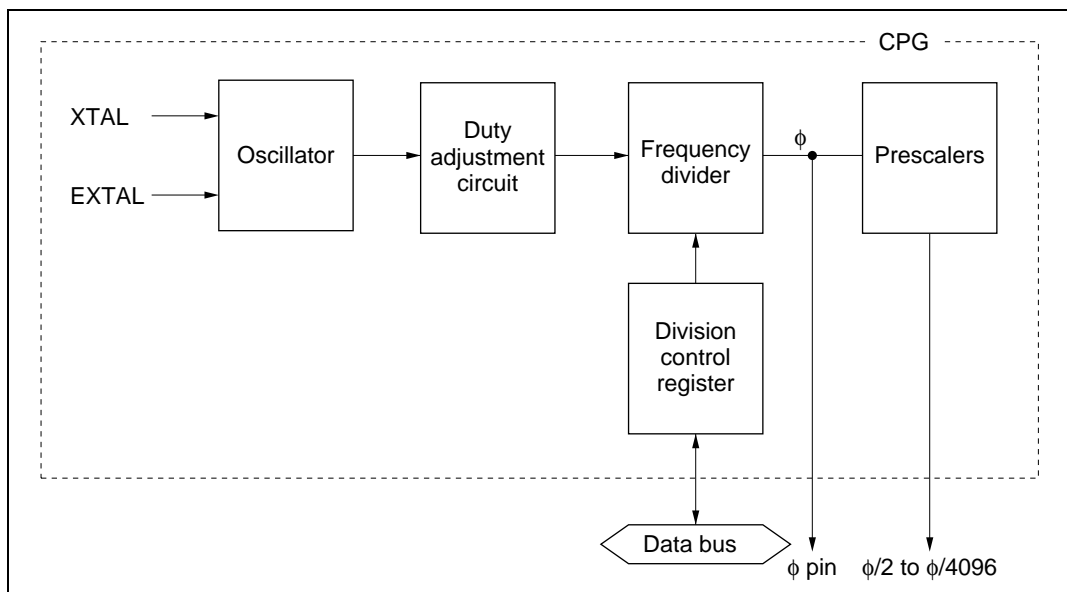 CPG
XTAL
EXTAL
Oscillator
Duty
adjustment
circuit
Frequency
divider
ϕ
Prescalers
Division
control
register
Data bus
ϕ pin
ϕ/2 to ϕ/4096